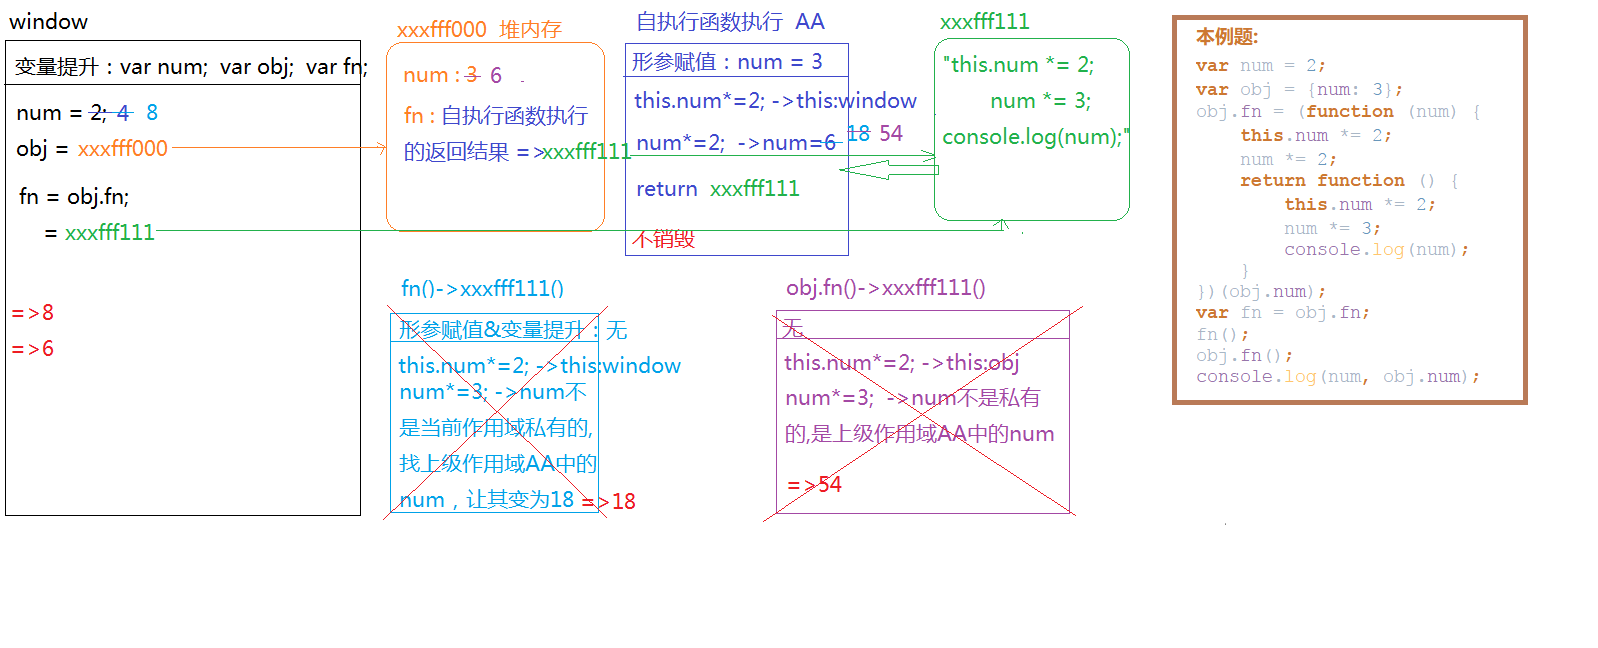 window
变量提升：var num;  var obj;  var fn;
num = 2; 4 8
obj = xxxfff000
fn = obj.fn;
= xxxfff111
=>8
=>6
xxxfff000 堆内存
num : 3 6
fn : 自执行函数执行
的返回结果 =>xxxfff111
自执行函数执行 AA
形参赋值：num = 3
this.num*=2; ->this:window
num*=2; ->num=6 18 54
return xxxfff111
不销毁
xxxfff111
"this.num *= 2;
num *= 3;
console.log(num);"
fn()->xxxfff111()
形参赋值&变量提升：无
this.num*=2; ->this:window
num*=3; ->num不
是当前作用域私有的,
找上级作用域AA中的
num，让其变为18 =>18
obj.fn()->xxxfff111()
无
this.num*=2; ->this:obj
num*=3; ->num不是私有
的,是上级作用域AA中的num
=>54
本例题:
var num = 2;
var obj = {num: 3};
obj.fn = (function (num) {
    this.num *= 2;
    num *= 2;
    return function () {
        this.num *= 2;
        num *= 3;
        console.log(num);
    }
})(obj.num);
var fn = obj.fn;
fn();
obj.fn();
console.log(num, obj.num);